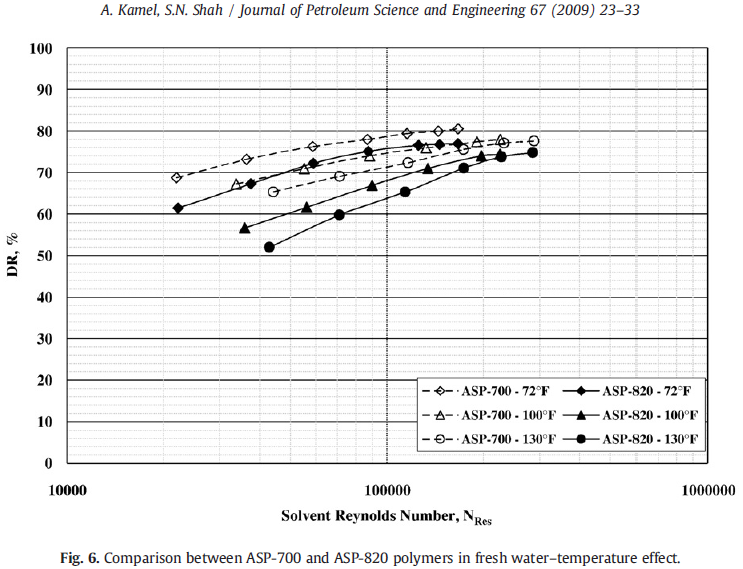 A. Kamel, S.N. Shah / Journal of Petroleum Science and Engineering 67 (2009) 23–33
100
90
80
70
60
50
40
30
20
10
0
DR, %
ASP-700 - 72°F
ASP-820 - 72°F
ASP-700 - 100°F
ASP-820 - 100°F
ASP-700 - 130°F
ASP-820 - 130°F
10000
100000
1000000
Solvent Reynolds Number, N_Res
Fig. 6. Comparison between ASP-700 and ASP-820 polymers in fresh water–temperature effect.